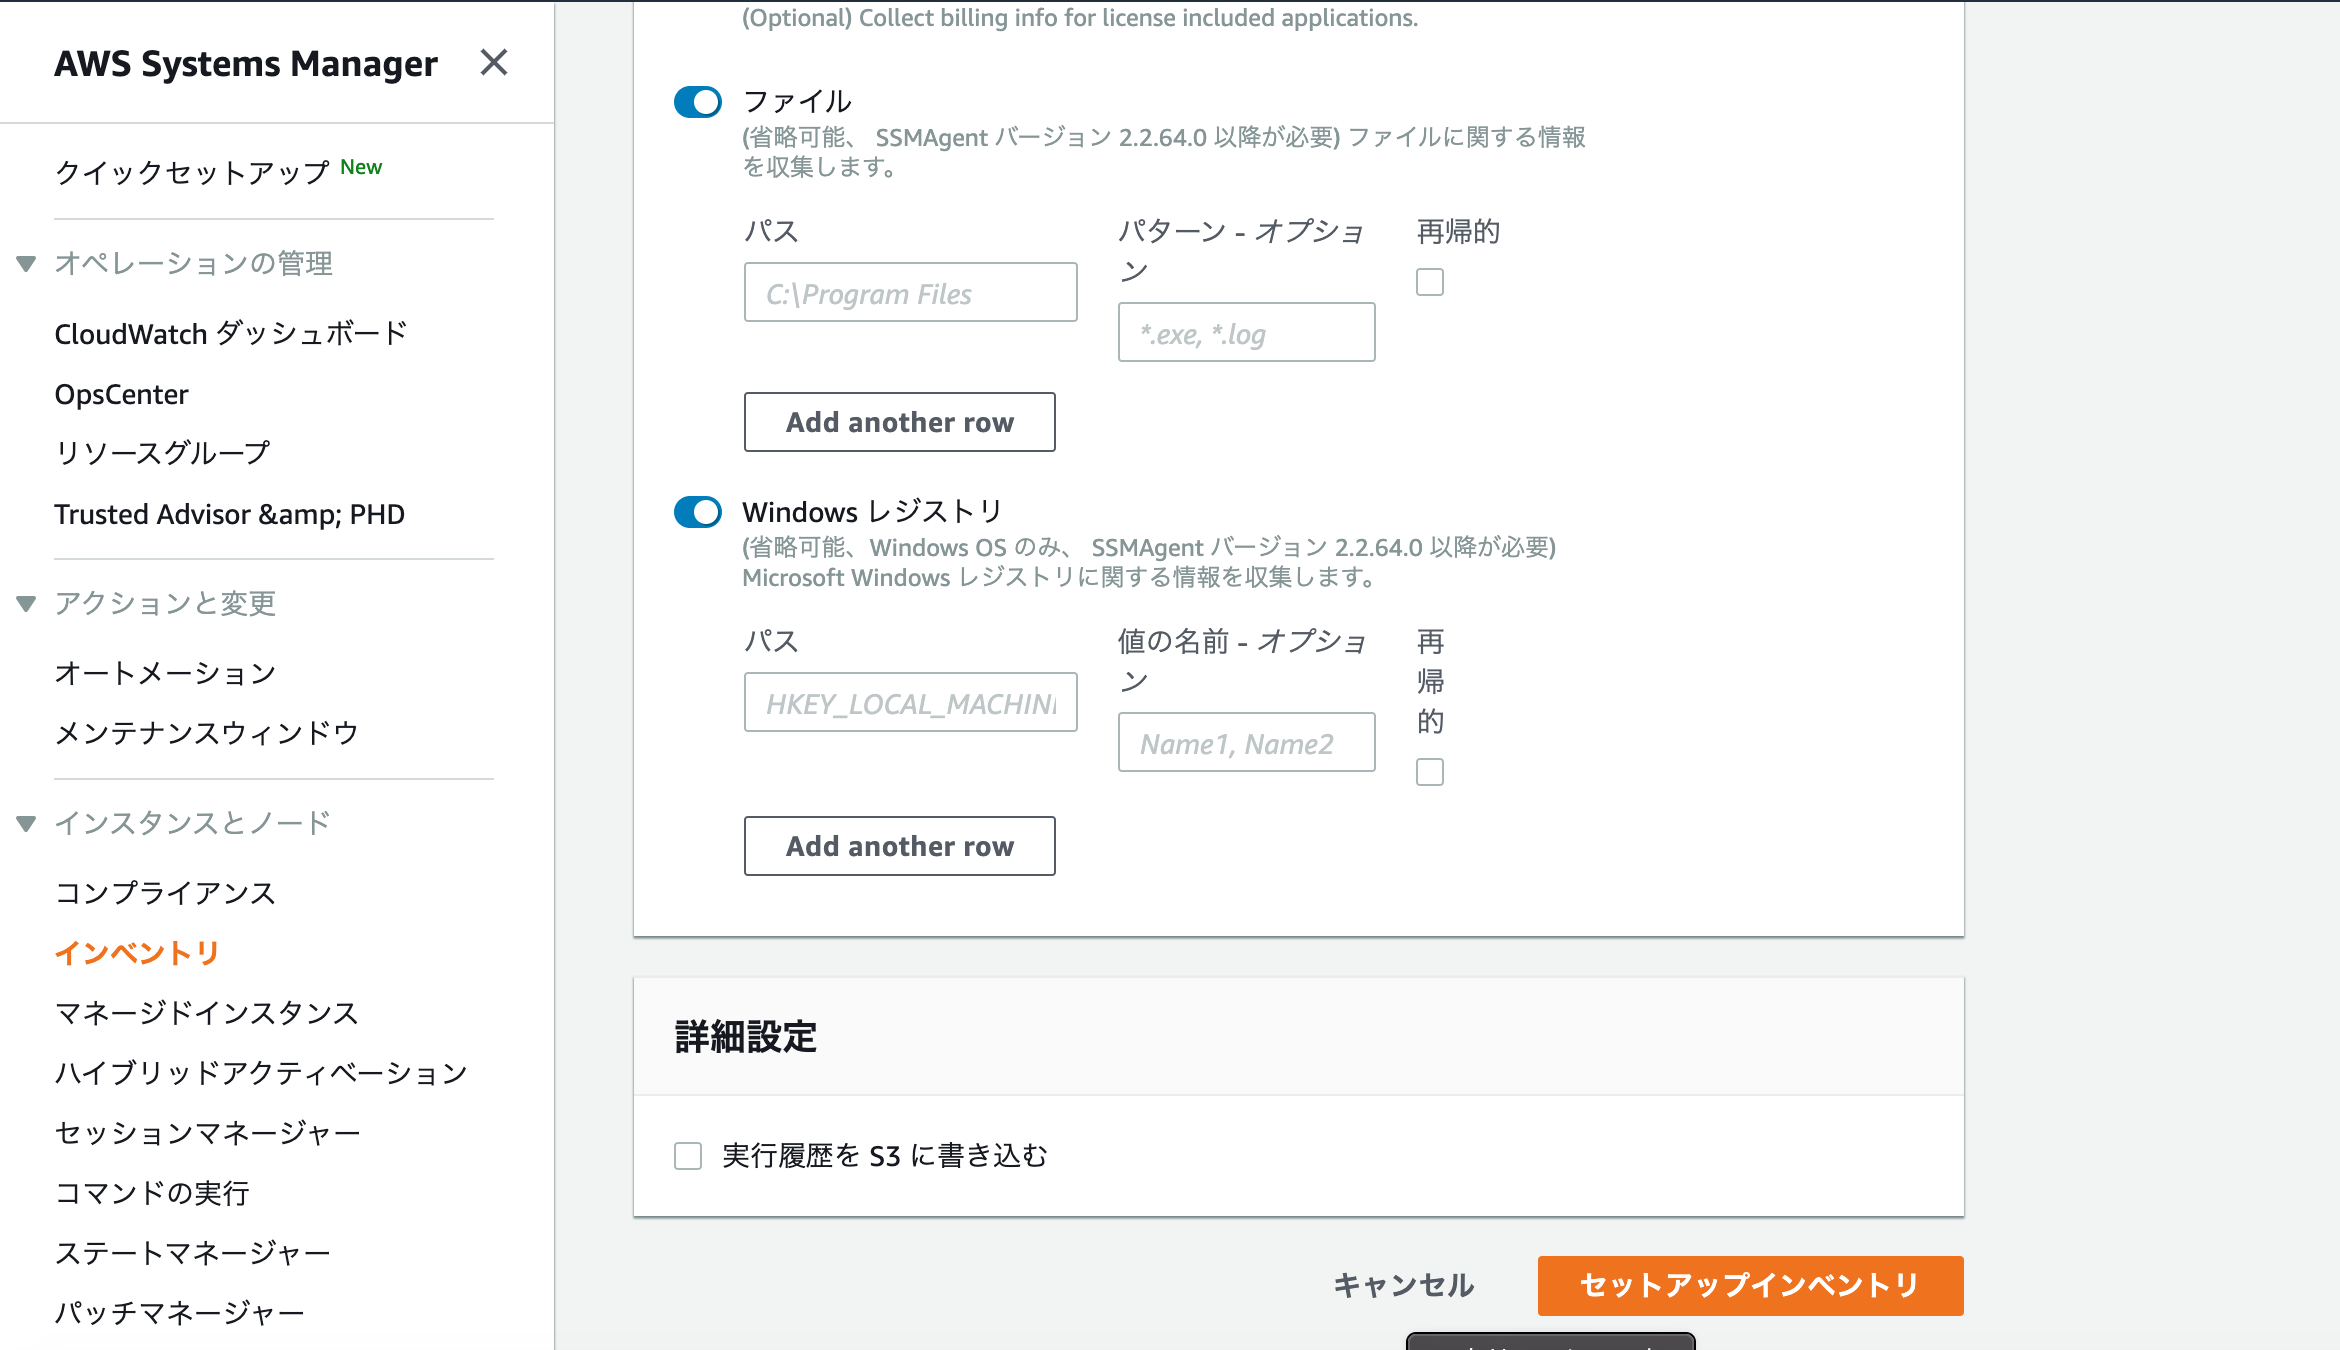 AWS Systems Manager
クイックセットアップ New
オペレーションの管理
CloudWatch ダッシュボード
OpsCenter
リソースグループ
Trusted Advisor &amp; PHD
アクションと変更
オートメーション
メンテナンスウィンドウ
インスタンスとノード
コンプライアンス
インベントリ
マネージドインスタンス
ハイブリッドアクティベーション
セッションマネージャー
コマンドの実行
ステートマネージャー
パッチマネージャー
(Optional) Collect billing info for license included applications.
ファイル
(省略可能、 SSMAgent バージョン 2.2.64.0 以降が必要) ファイルに関する情報
を収集します。
パス
C:\Program Files
パターン - オプショ
ン
*.exe, *.log
再帰的
Add another row
Windows レジストリ
(省略可能、Windows OS のみ、 SSMAgent バージョン 2.2.64.0 以降が必要)
Microsoft Windows レジストリに関する情報を収集します。
パス
HKEY_LOCAL_MACHIN
値の名前 - オプショ
ン
Name1, Name2
再
帰
的
Add another row
詳細設定
実行履歴を S3 に書き込む
キャンセル
セットアップインベントリ